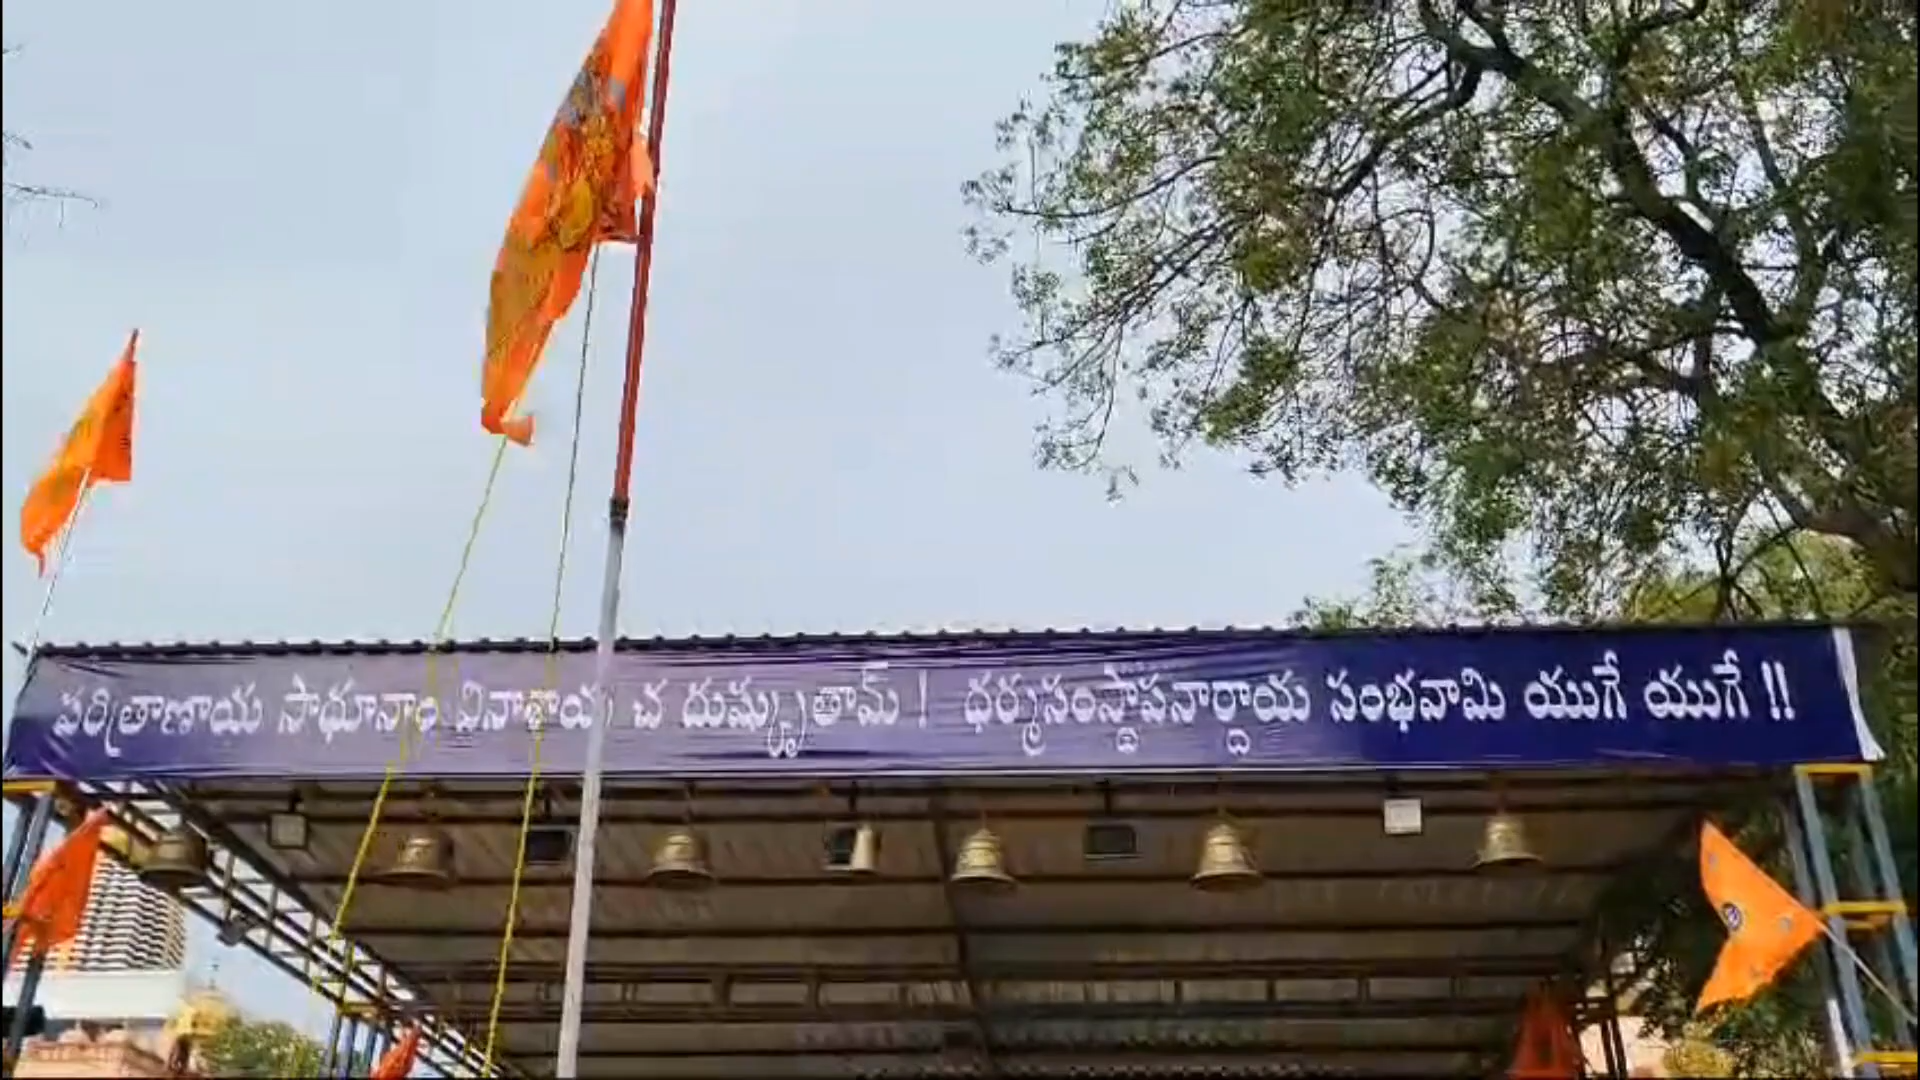 పరిత్రాణాయ సాధూనాం వినాశాయ చ దుష్కృతామ్ ! ధర్మసంస్థాపనార్థాయ సంభవామి యుగే యుగే !!